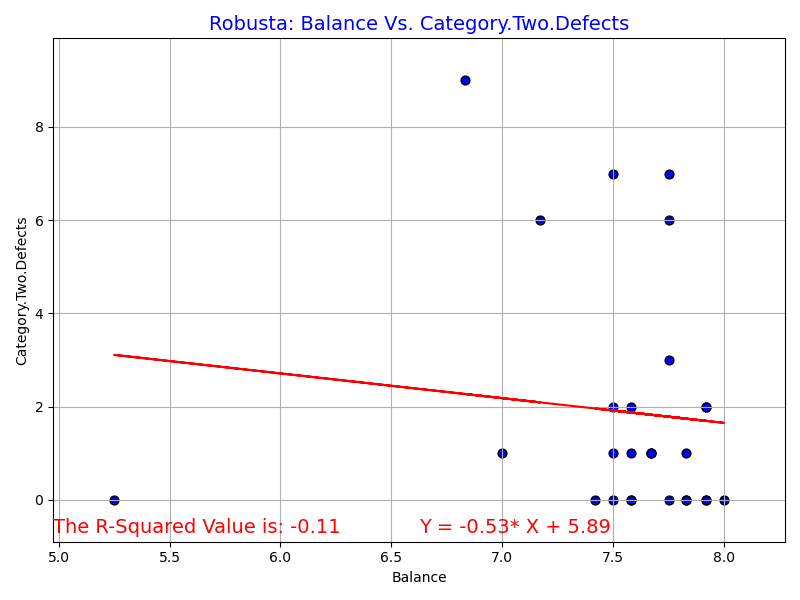 Robusta: Balance Vs. Category.Two.Defects
8
6
4
2
0
Category.Two.Defects
The R-Squared Value is: -0.11
Y = -0.53* X + 5.89
5.0 5.5 6.0 6.5 7.0 7.5 8.0
Balance